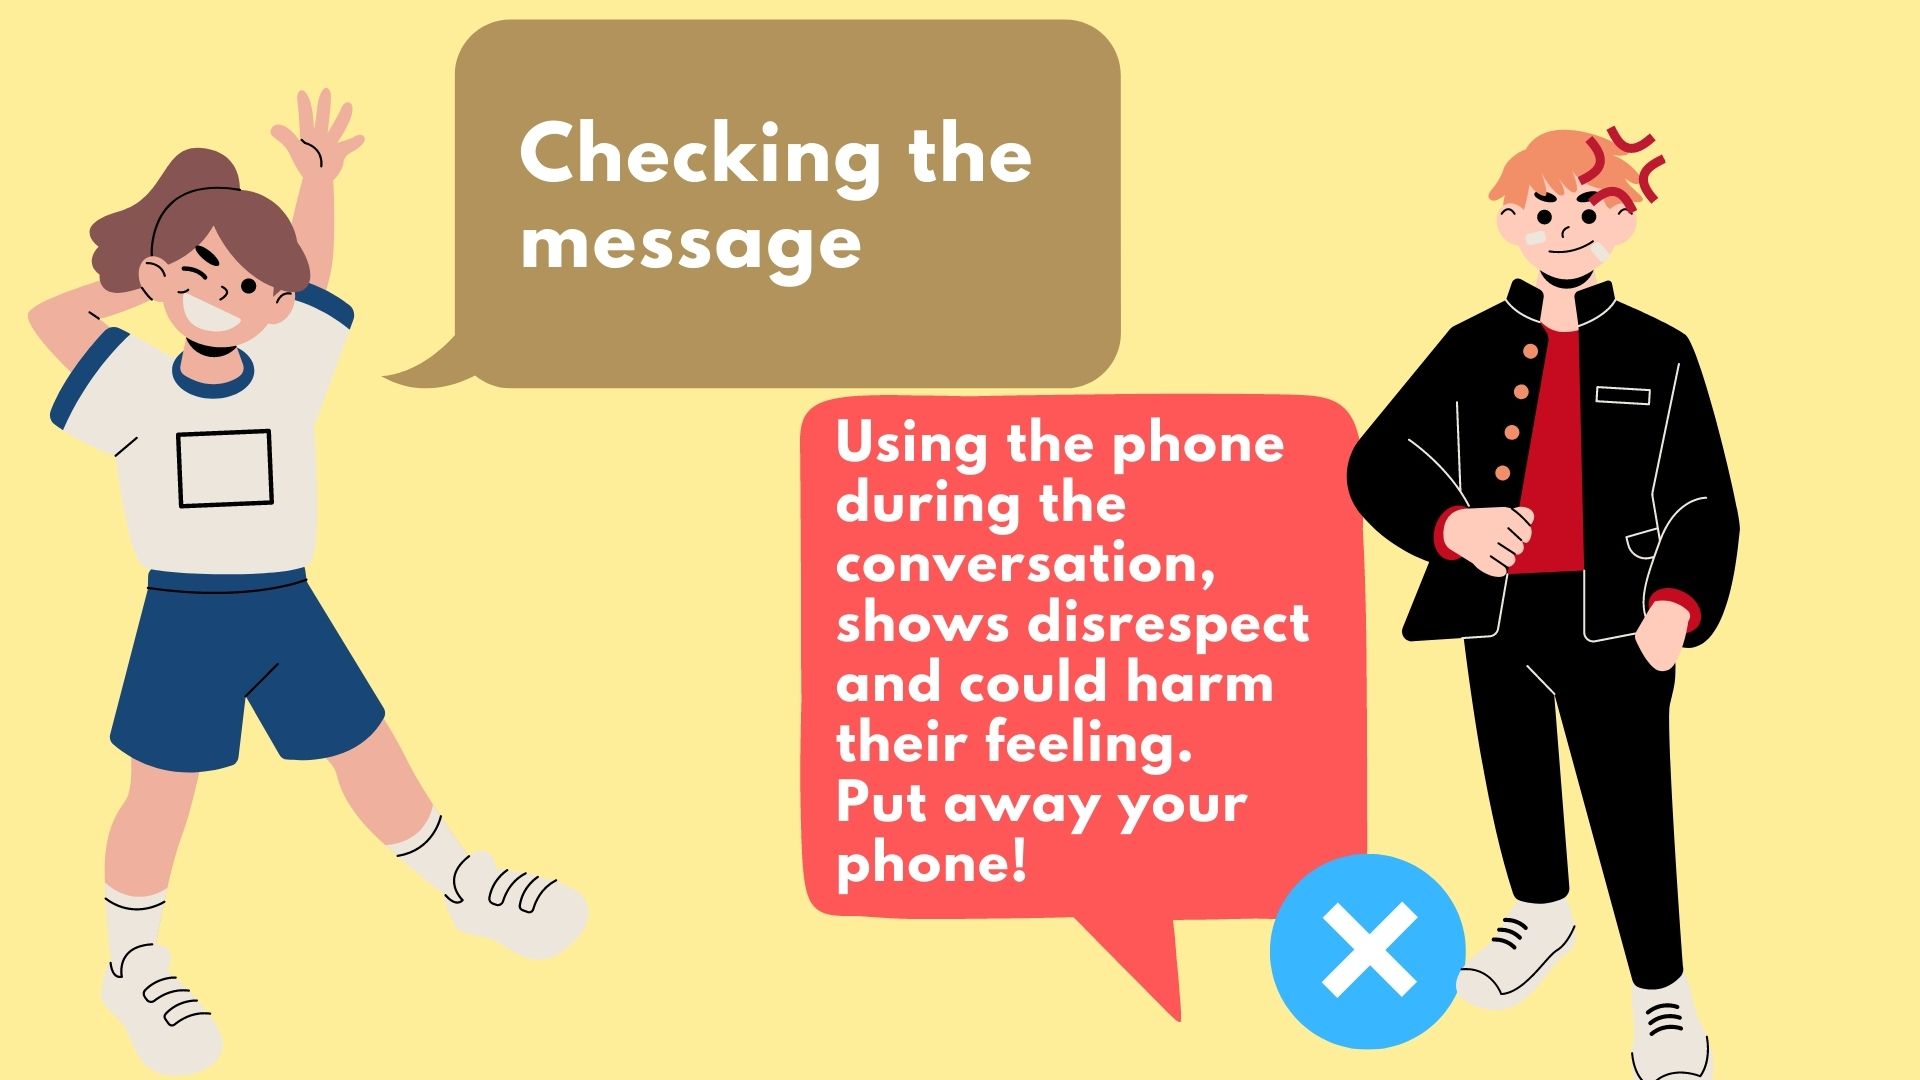 Checking the
message
Using the phone
during the
conversation,
shows disrespect
and could harm
their feeling.
Put away your
phone!